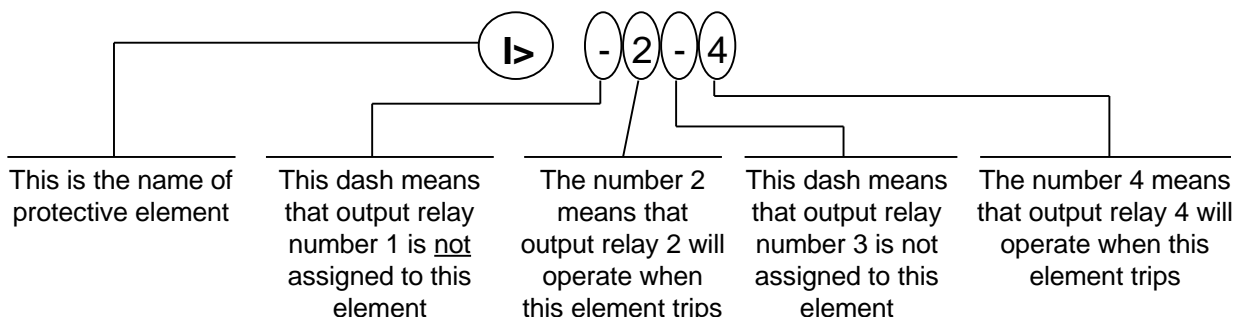 I> - 2 - 4
This is the name of
protective element
This dash means
that output relay
number 1 is not
assigned to this
element
The number 2
means that
output relay 2 will
operate when
this element trips
This dash means
that output relay
number 3 is not
assigned to this
element
The number 4 means
that output relay 4 will
operate when this
element trips